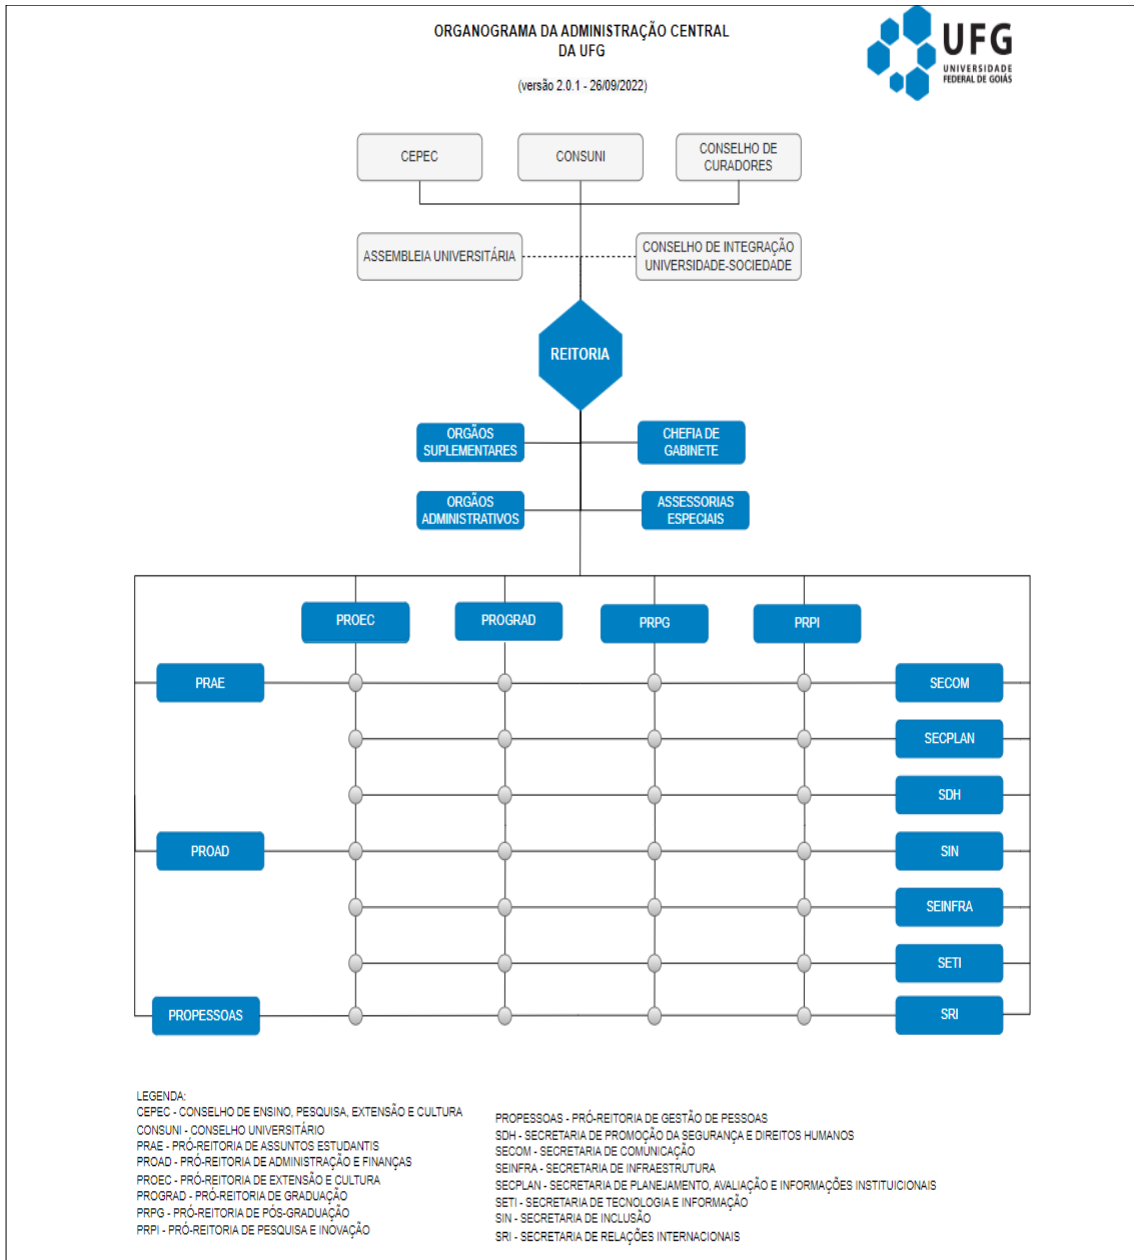 ORGANOGRAMA DA ADMINISTRAÇÃO CENTRAL
DA UFG
(versão 2.0.1 - 26/09/2022)
UFG
UNIVERSIDADE
FEDERAL DE GOIÁS
CEPEC
CONSUNI
CONSELHO DE
CURADORES
ASSEMBLEIA UNIVERSITÁRIA
CONSELHO DE INTEGRAÇÃO
UNIVERSIDADE-SOCIEDADE
REITORIA
ORGÃOS
SUPLEMENTARES
CHEFIA DE
GABINETE
ORGÃOS
ADMINISTRATIVOS
ASSESSORIAS
ESPECIAIS
PROEC
PROGRAD
PRPG
PRPI
PRAE
SECOM
SECPLAN
SDH
PROAD
SIN
SEINFRA
SETI
PROPESSOAS
SRI
LEGENDA:
CEPEC - CONSELHO DE ENSINO, PESQUISA, EXTENSÃO E CULTURA
CONSUNI - CONSELHO UNIVERSITÁRIO
PRAE - PRÓ-REITORIA DE ASSUNTOS ESTUDANTIS
PROAD - PRÓ-REITORIA DE ADMINISTRAÇÃO E FINANÇAS
PROEC - PRÓ-REITORIA DE EXTENSÃO E CULTURA
PROGRAD - PRÓ-REITORIA DE GRADUAÇÃO
PRPG - PRÓ-REITORIA DE PÓS-GRADUAÇÃO
PRPI - PRÓ-REITORIA DE PESQUISA E INOVAÇÃO
PROPESSOAS - PRÓ-REITORIA DE GESTÃO DE PESSOAS
SDH - SECRETARIA DE PROMOÇÃO DA SEGURANÇA E DIREITOS HUMANOS
SECOM - SECRETARIA DE COMUNICAÇÃO
SEINFRA - SECRETARIA DE INFRAESTRUTURA
SECPLAN - SECRETARIA DE PLANEJAMENTO, AVALIAÇÃO E INFORMAÇÕES INSTITUICIONAIS
SETI - SECRETARIA DE TECNOLOGIA E INFORMAÇÃO
SIN - SECRETARIA DE INCLUSÃO
SRI - SECRETARIA DE RELAÇÕES INTERNACIONAIS